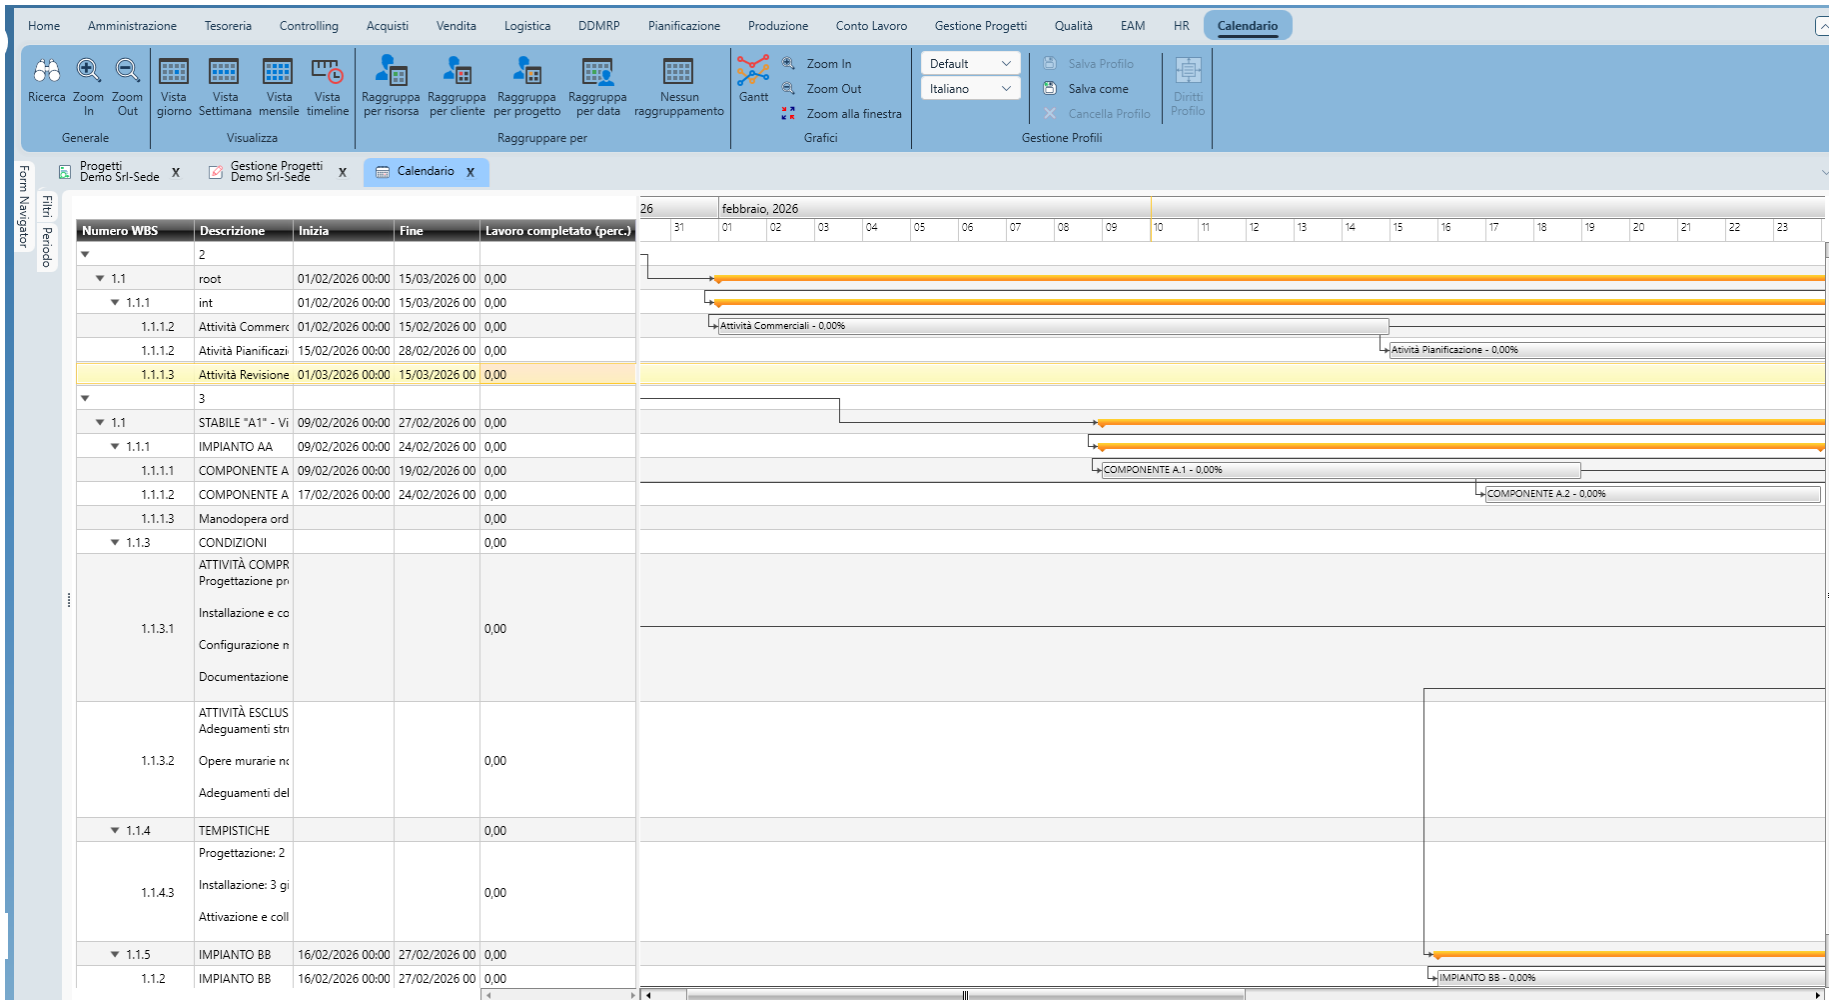 Home Amministrazione Tesoreria Controlling Acquisti Vendita Logistica DDMRP Pianificazione Produzione Conto Lavoro Gestione Progetti Qualità EAM HR Calendario
Ricerca Zoom In Zoom Out Vista giorno Vista Settimana Vista mensile Vista timeline Raggruppa per risorsa Raggruppa per cliente Raggruppa per progetto Raggruppa per data Nessun raggruppamento Gantt
Zoom In Default Salva Profilo
Zoom Out Italiano Salva come
Zoom alla finestra Cancella Profilo Diritti Profilo
Generale Visualizza Raggruppare per Grafici Gestione Profili
Progetti Demo Srl-Sede X Gestione Progetti Demo Srl-Sede X Calendario X
Form Navigator
Filtri
Periodo
26 febbraio, 2026
31 01 02 03 04 05 06 07 08 09 10 11 12 13 14 15 16 17 18 19 20 21 22 23
Numero WBS Descrizione Inizia Fine Lavoro completato (perc.)
2
1.1 root 01/02/2026 00:00 15/03/2026 00 0,00
1.1.1 int 01/02/2026 00:00 15/03/2026 00 0,00
1.1.1.2 Attività Commerc 01/02/2026 00:00 15/02/2026 00 0,00 Attività Commerciali - 0,00%
1.1.1.2 Atività Pianificazi 15/02/2026 00:00 28/02/2026 00 0,00 Atività Pianificazione - 0,00%
1.1.1.3 Attività Revisione 01/03/2026 00:00 15/03/2026 00 0,00
3
1.1 STABILE "A1" - Vi 09/02/2026 00:00 27/02/2026 00 0,00
1.1.1 IMPIANTO AA 09/02/2026 00:00 24/02/2026 00 0,00
1.1.1.1 COMPONENTE A 09/02/2026 00:00 19/02/2026 00 0,00 COMPONENTE A.1 - 0,00%
1.1.1.2 COMPONENTE A 17/02/2026 00:00 24/02/2026 00 0,00 COMPONENTE A.2 - 0,00%
1.1.1.3 Manodopera ord 0,00
1.1.3 CONDIZIONI 0,00
ATTIVITÀ COMPR
Progettazione pr
Installazione e co
1.1.3.1 0,00
Configurazione m
Documentazione
ATTIVITÀ ESCLUS
Adeguamenti stru
1.1.3.2 Opere murarie no 0,00
Adeguamenti del
1.1.4 TEMPISTICHE 0,00
Progettazione: 2
1.1.4.3 Installazione: 3 gi 0,00
Attivazione e coll
1.1.5 IMPIANTO BB 16/02/2026 00:00 27/02/2026 00 0,00
1.1.2 IMPIANTO BB 16/02/2026 00:00 27/02/2026 00 0,00 IMPIANTO BB - 0,00%